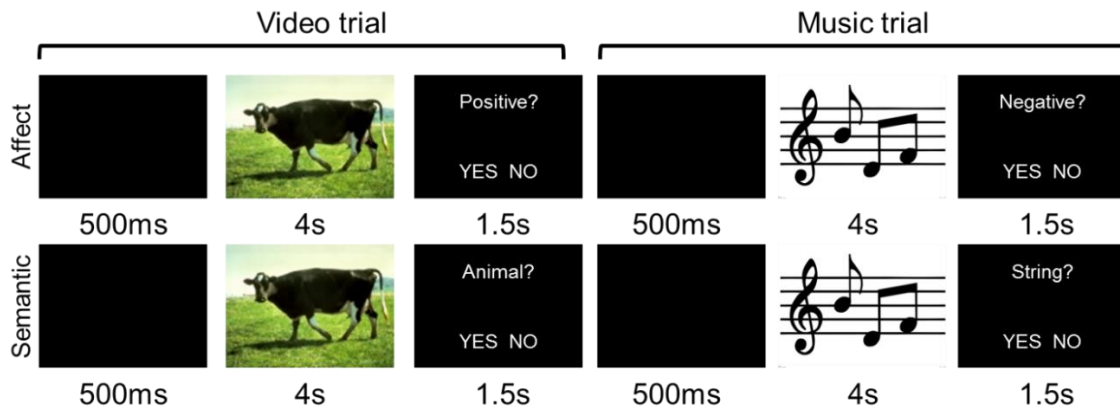 Video trial Music trial
Affect
Positive? Negative?
YES NO YES NO
500ms 4s 1.5s 500ms 4s 1.5s
Semantic
Animal? String?
YES NO YES NO
500ms 4s 1.5s 500ms 4s 1.5s